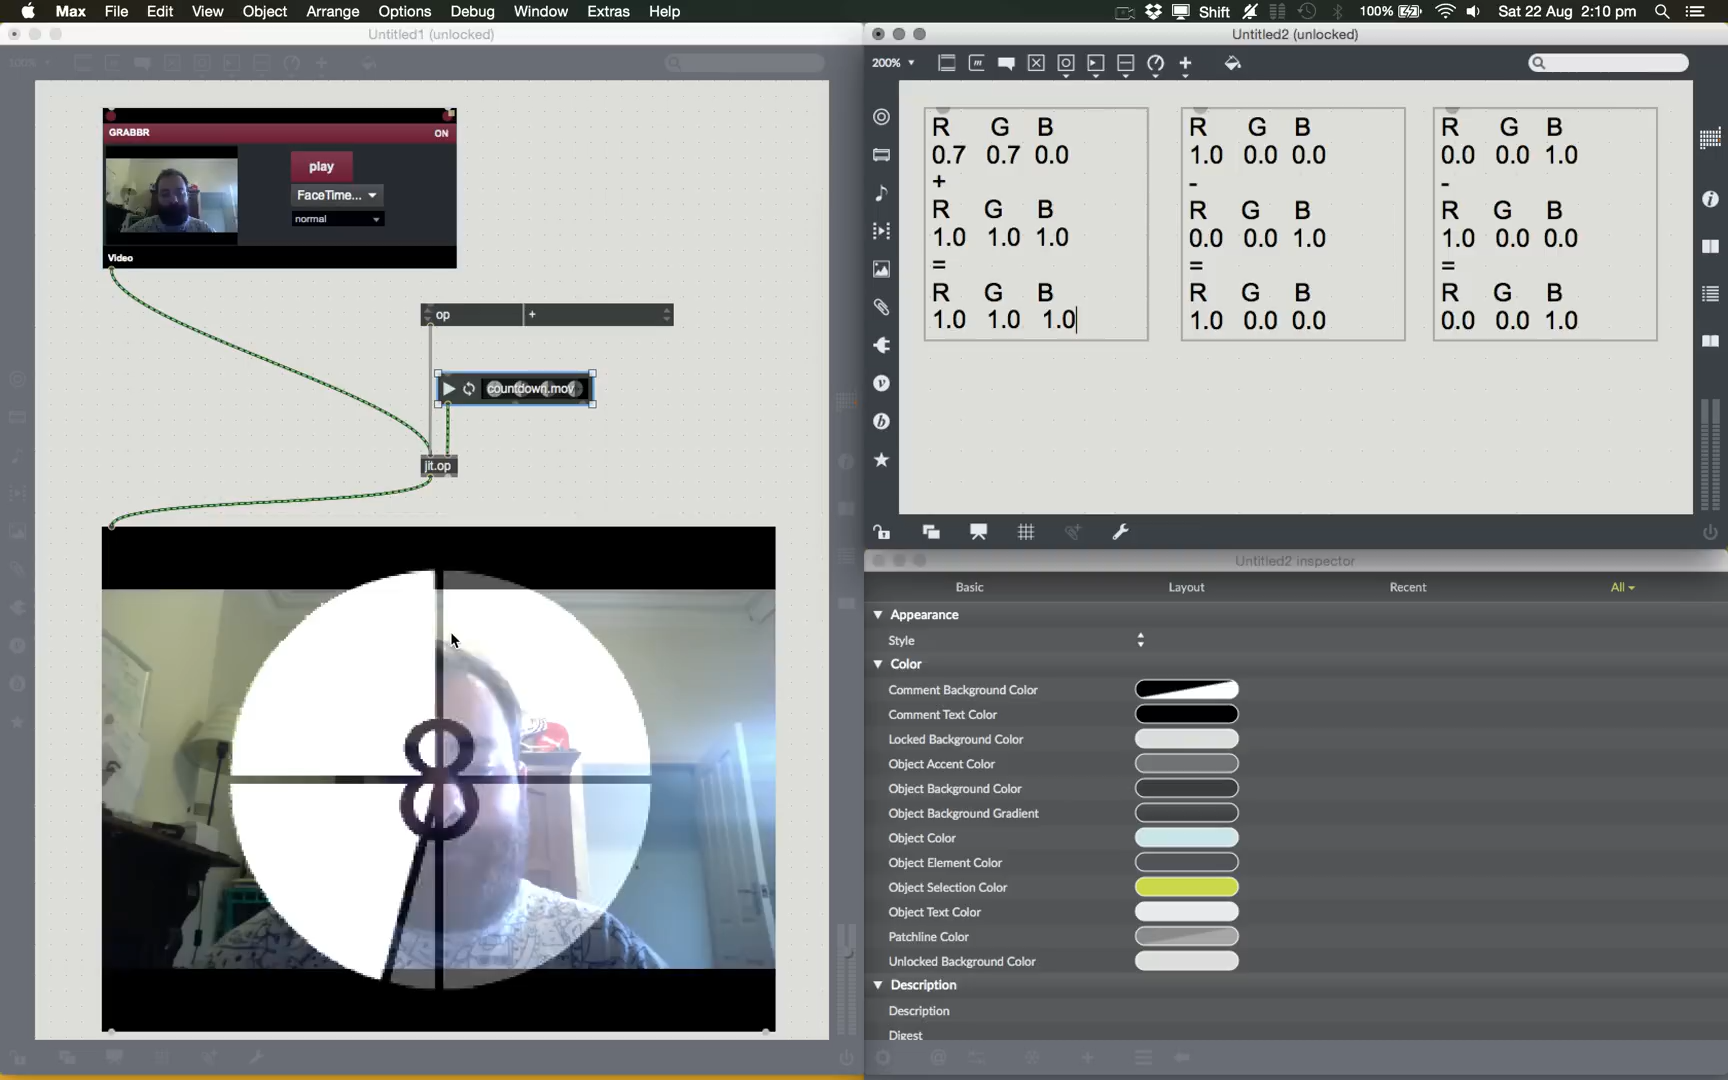 Max File Edit View Object Arrange Options Debug Window Extras Help
Shift 100% Sat 22 Aug 2:10 pm
Untitled1 (unlocked)
100%
GRABBR ON
play
FaceTime...
normal
Video
op +
countdown.mov
jit.op
8
Untitled2 (unlocked)
200%
R G B
0.7 0.7 0.0
+
R G B
1.0 1.0 1.0
=
R G B
1.0 1.0 1.0
R G B
1.0 0.0 0.0
-
R G B
0.0 0.0 1.0
=
R G B
1.0 0.0 0.0
R G B
0.0 0.0 1.0
-
R G B
1.0 0.0 0.0
=
R G B
0.0 0.0 1.0
Untitled2 inspector
Basic Layout Recent All
Appearance
Style
Color
Comment Background Color
Comment Text Color
Locked Background Color
Object Accent Color
Object Background Color
Object Background Gradient
Object Color
Object Element Color
Object Selection Color
Object Text Color
Patchline Color
Unlocked Background Color
Description
Description
Digest